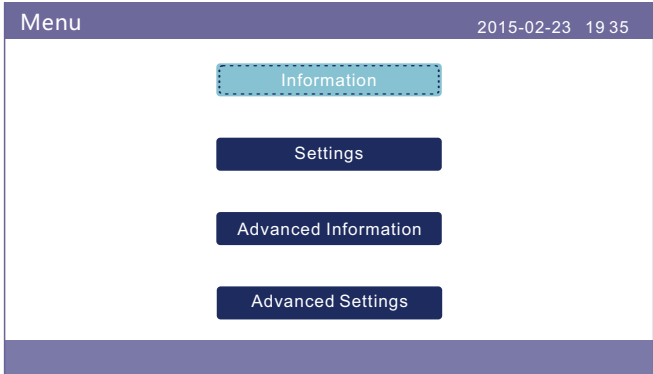 Menu
2015-02-23 19 35
Information
Settings
Advanced Information
Advanced Settings